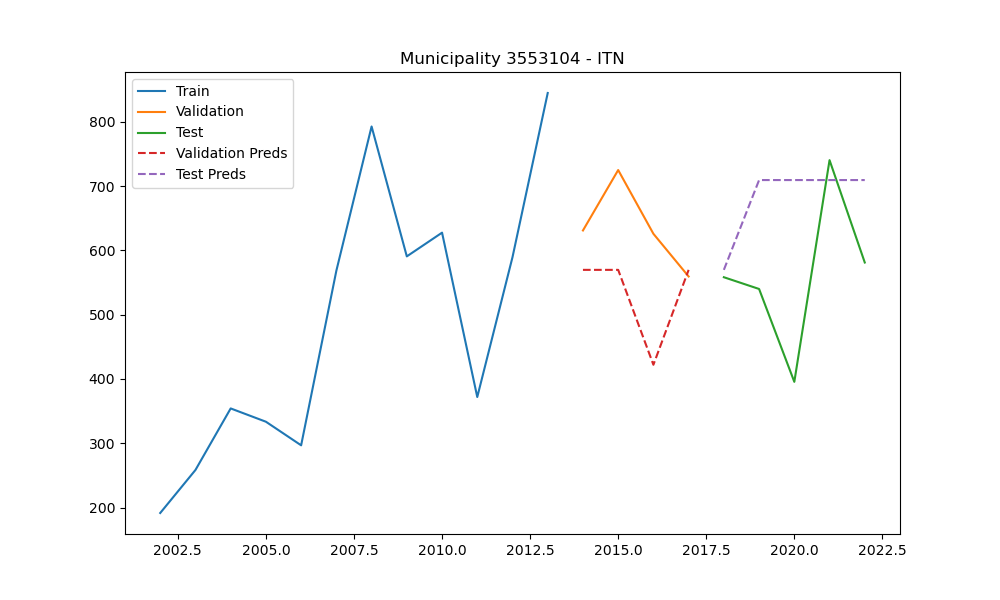 Municipality 3553104 - ITN
Train
Validation
Test
Validation Preds
Test Preds
800
700
600
500
400
300
200
2002.5 2005.0 2007.5 2010.0 2012.5 2015.0 2017.5 2020.0 2022.5